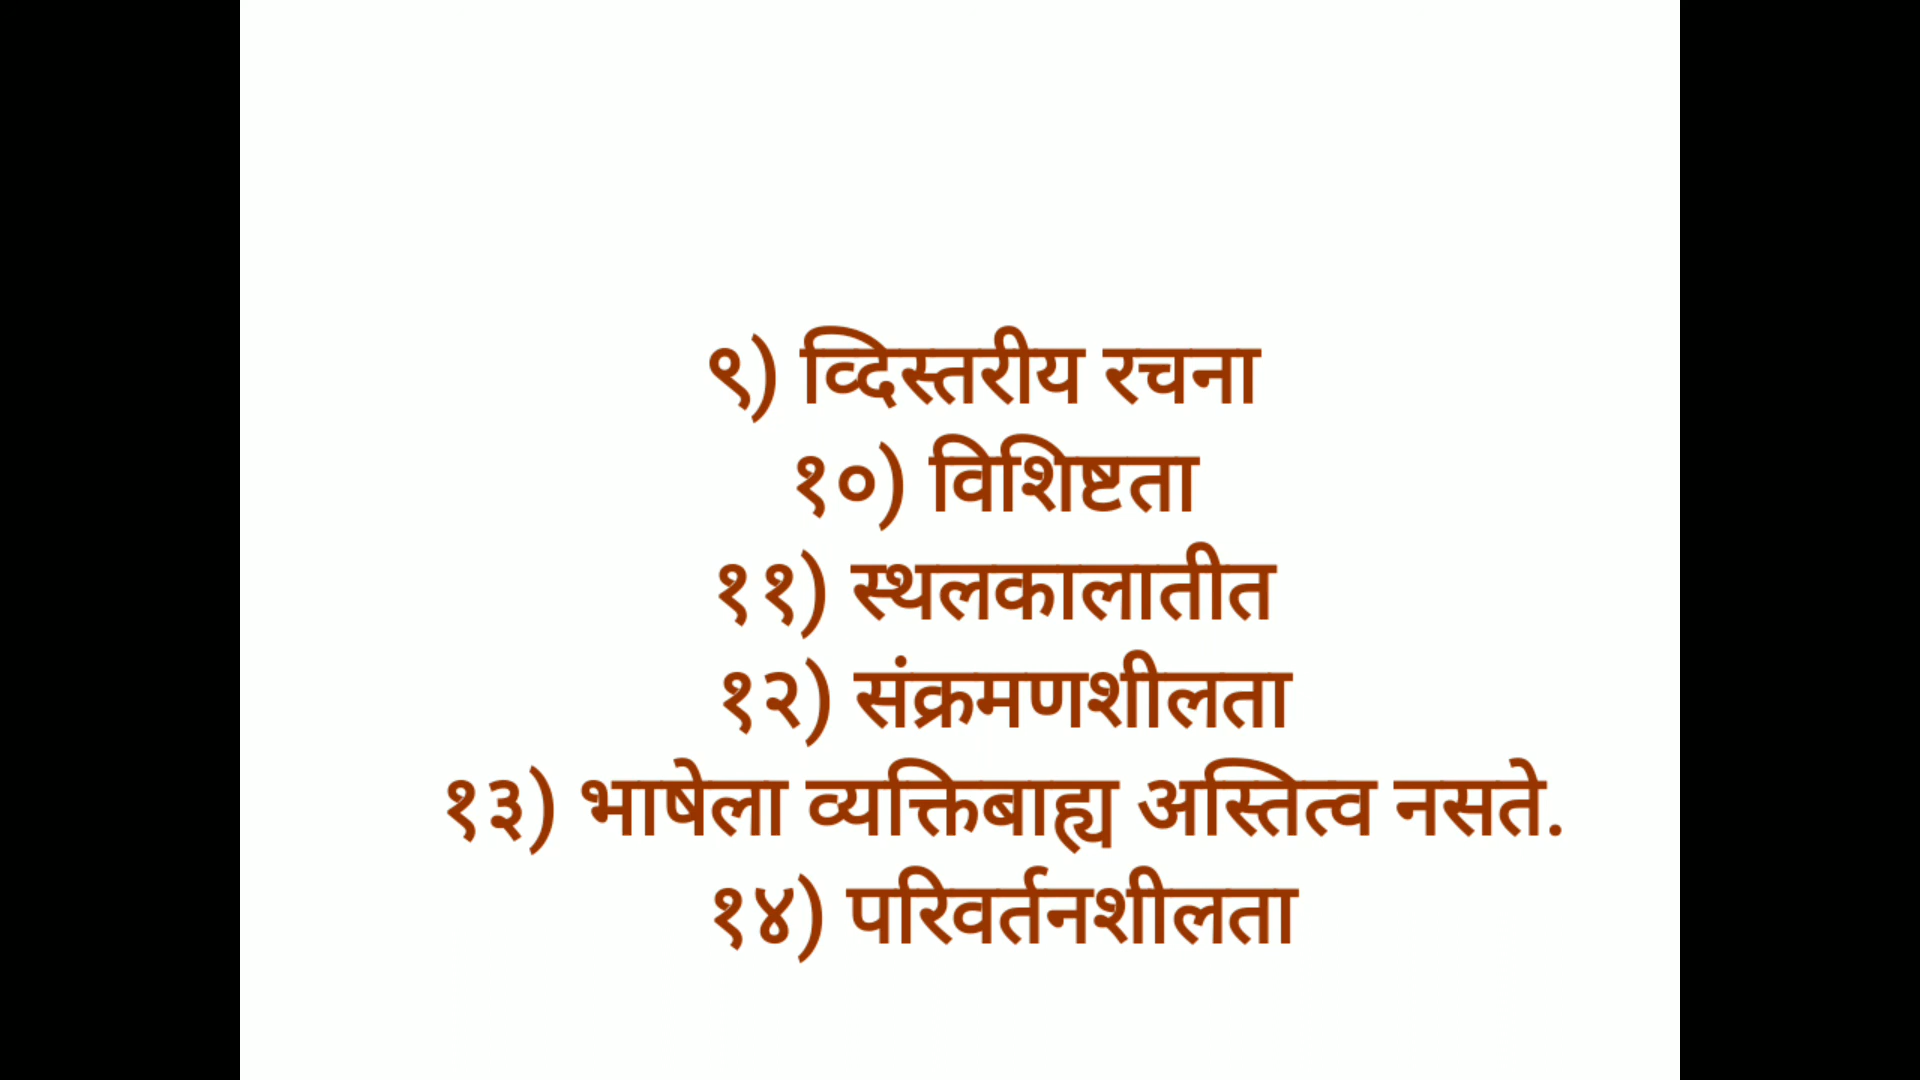 ९) व्दिस्तरीय रचना
१०) विशिष्टता
११) स्थलकालातीत
१२) संक्रमणशीलता
१३) भाषेला व्यक्तिबाह्य अस्तित्व नसते.
१४) परिवर्तनशीलता